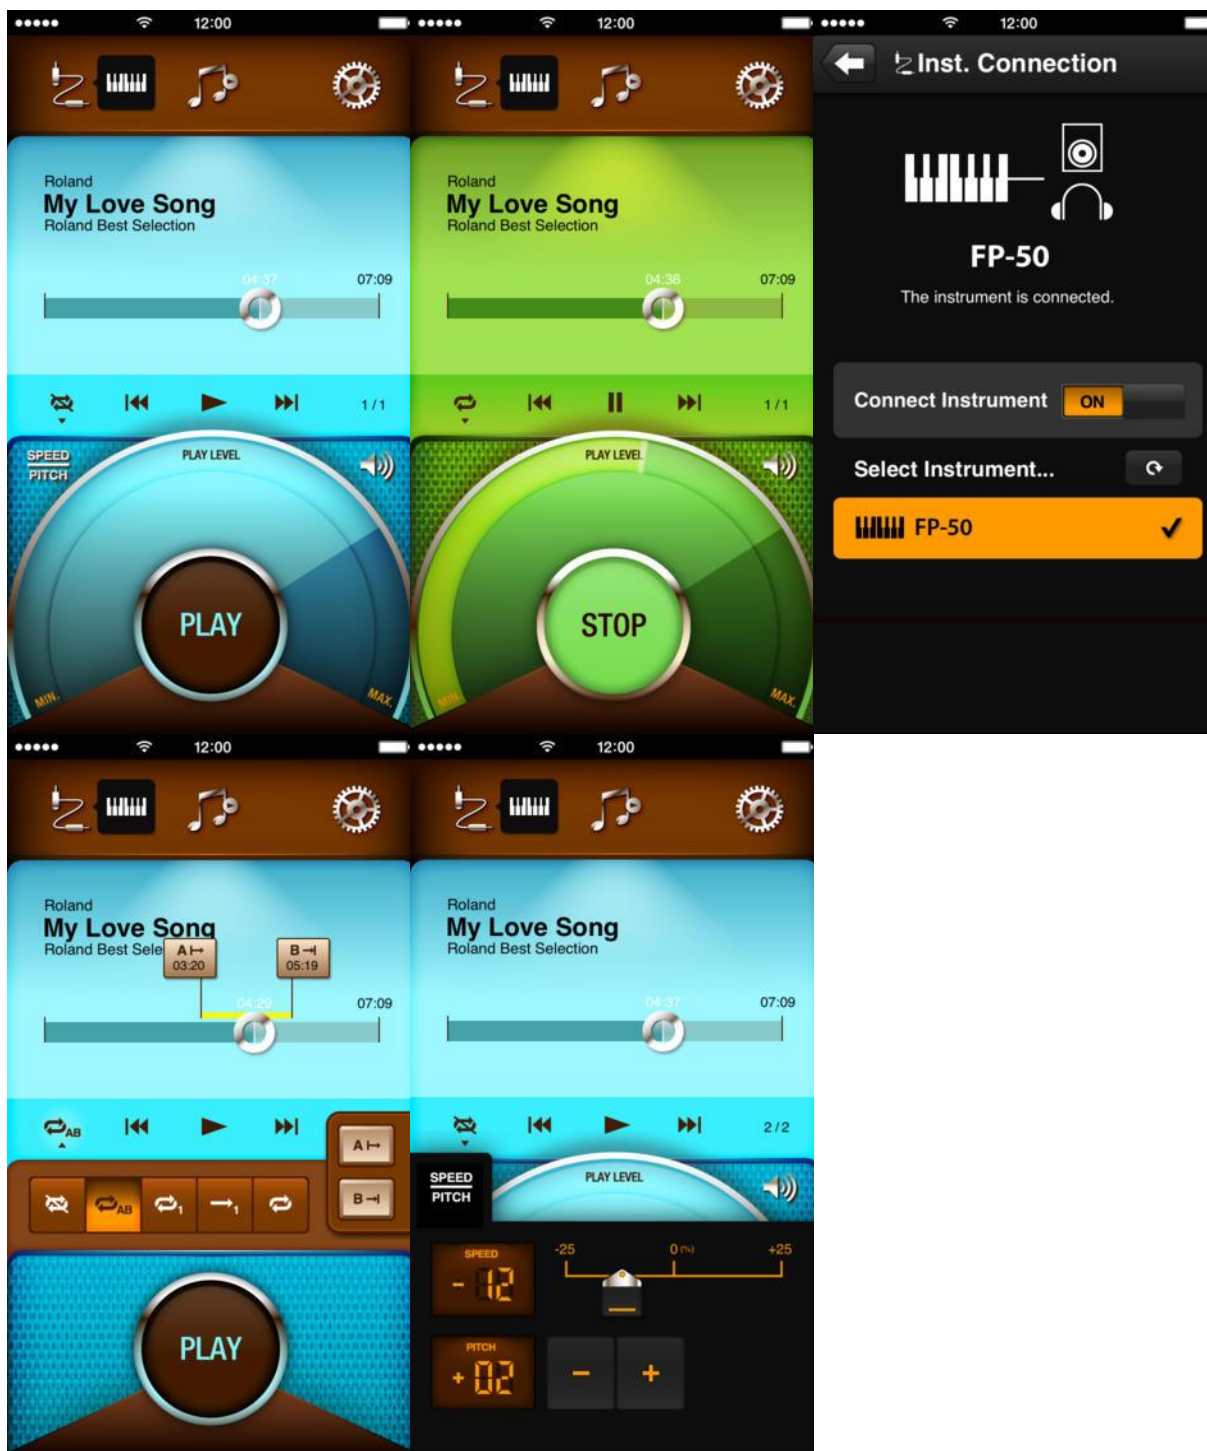 12:00
Roland
My Love Song
Roland Best Selection
04:37
07:09
1/1
SPEED
PITCH
PLAY LEVEL
PLAY
MIN.
MAX.
12:00
Roland
My Love Song
Roland Best Selection
04:36
07:09
1/1
PLAY LEVEL
STOP
MIN.
MAX.
12:00
Inst. Connection
FP-50
The instrument is connected.
Connect Instrument ON
Select Instrument...
FP-50
12:00
Roland
My Love Song
Roland Best Sele
A
03:20
B
05:19
04:29
07:09
AB
A
AB 1 1
B
PLAY
12:00
Roland
My Love Song
Roland Best Selection
04:37
07:09
2/2
SPEED
PITCH
PLAY LEVEL
SPEED
- 12
-25 0 (%) +25
PITCH
+ 02
- +